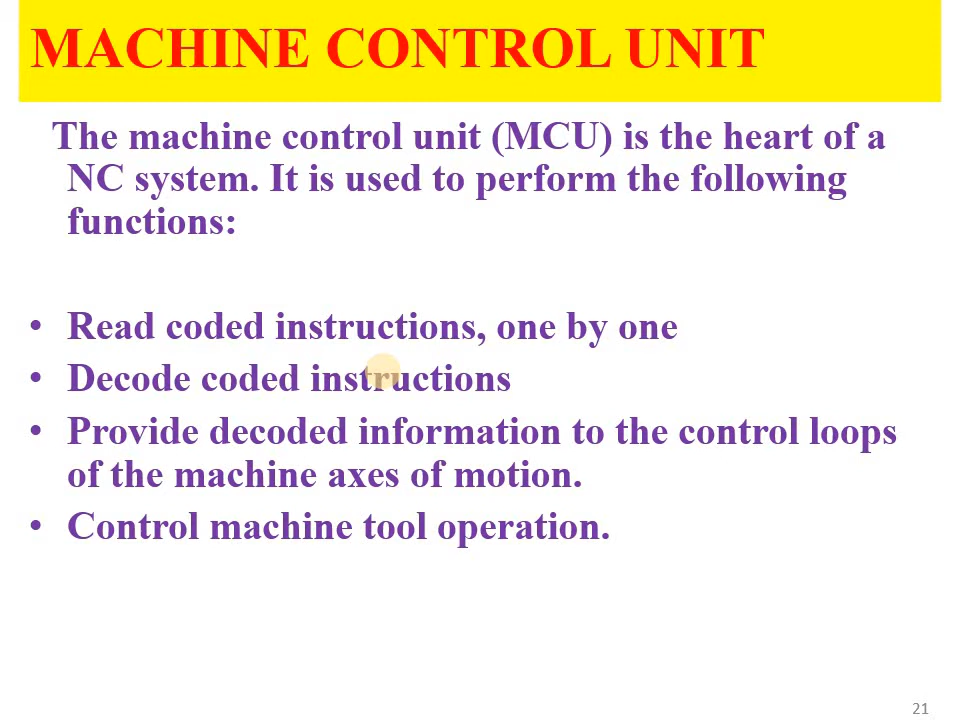 MACHINE CONTROL UNIT
The machine control unit (MCU) is the heart of a
NC system. It is used to perform the following
functions:
• Read coded instructions, one by one
• Decode coded instructions
• Provide decoded information to the control loops
of the machine axes of motion.
• Control machine tool operation.
21